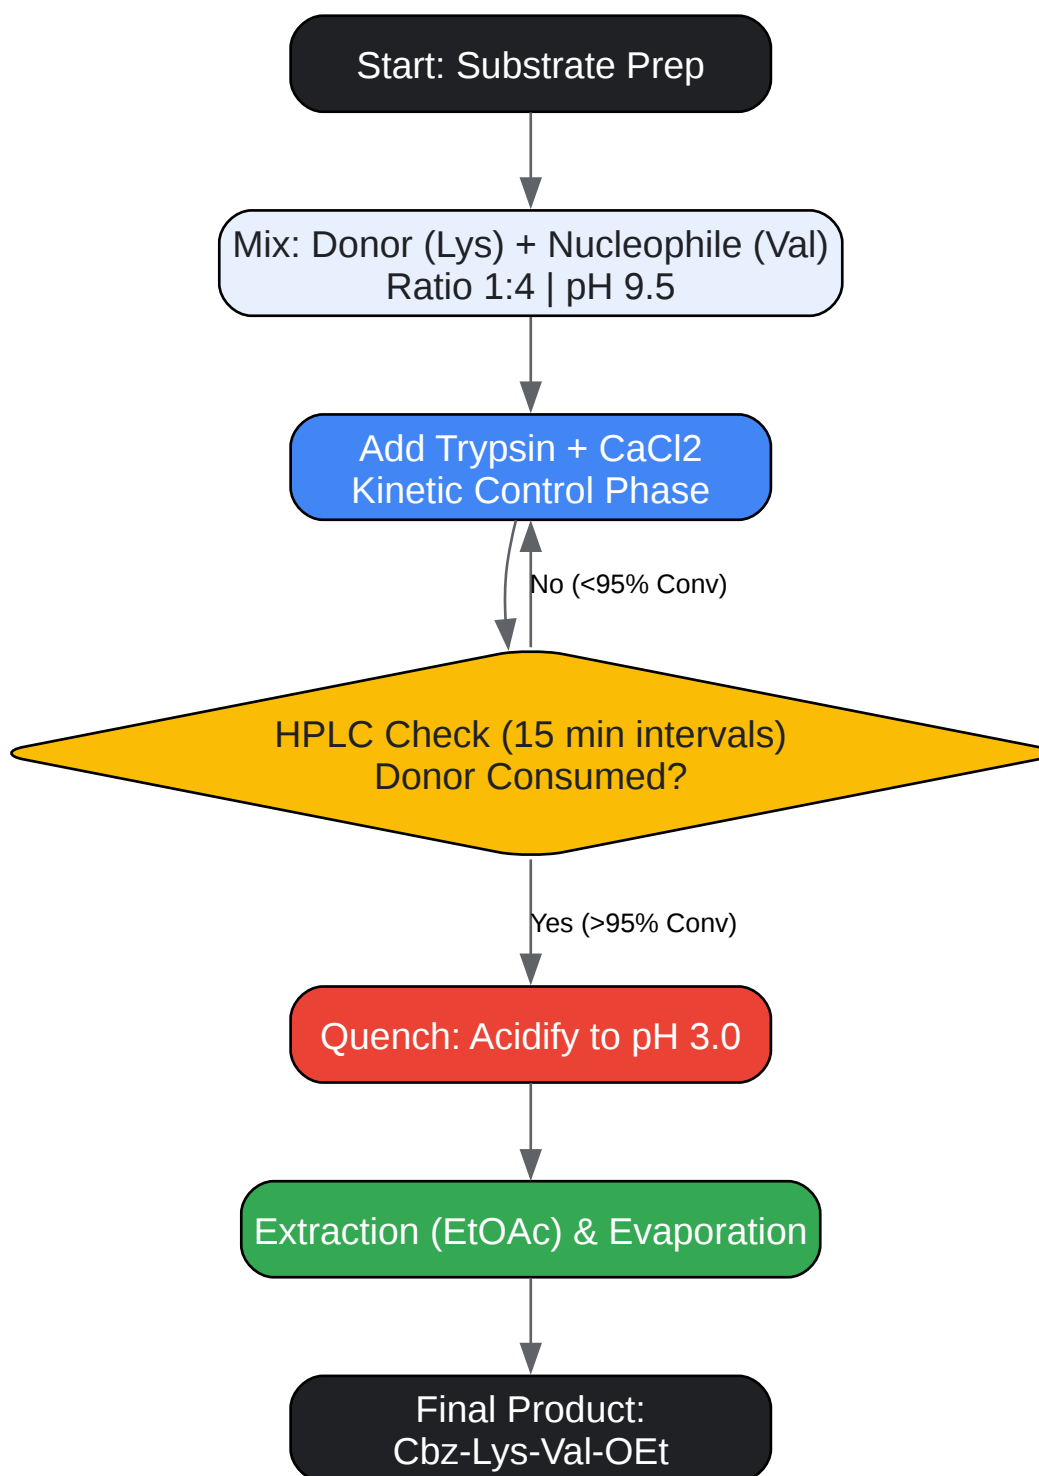 Start: Substrate Prep
Mix: Donor (Lys) + Nucleophile (Val)
Ratio 1:4 | pH 9.5
Add Trypsin + CaCl2
Kinetic Control Phase
No (<95% Conv)
HPLC Check (15 min intervals)
Donor Consumed?
Yes (>95% Conv)
Quench: Acidify to pH 3.0
Extraction (EtOAc) & Evaporation
Final Product:
Cbz-Lys-Val-OEt